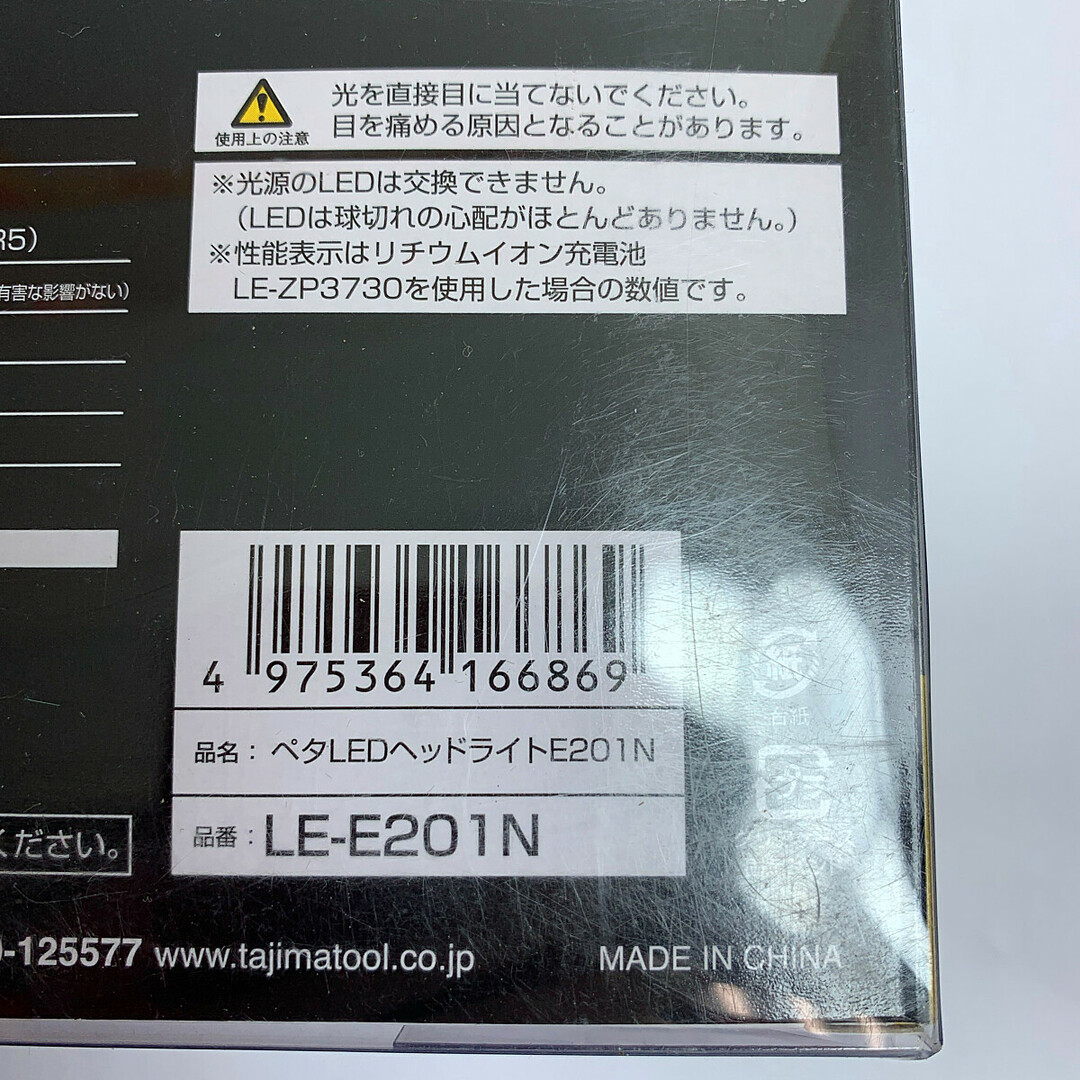 光を直接目に当てないでください。
目を痛める原因となることがあります。
使用上の注意
※光源のLEDは交換できません。
(LEDは球切れの心配がほとんどありません。)
※性能表示はリチウムイオン充電池
LE-ZP3730を使用した場合の数値です。
R5)
有害な影響がない)
4 975364 166869
品名：ペタLEDヘッドライトE201N
品番：LE-E201N
台紙
ください。
-125577 www.tajimatool.co.jp
MADE IN CHINA